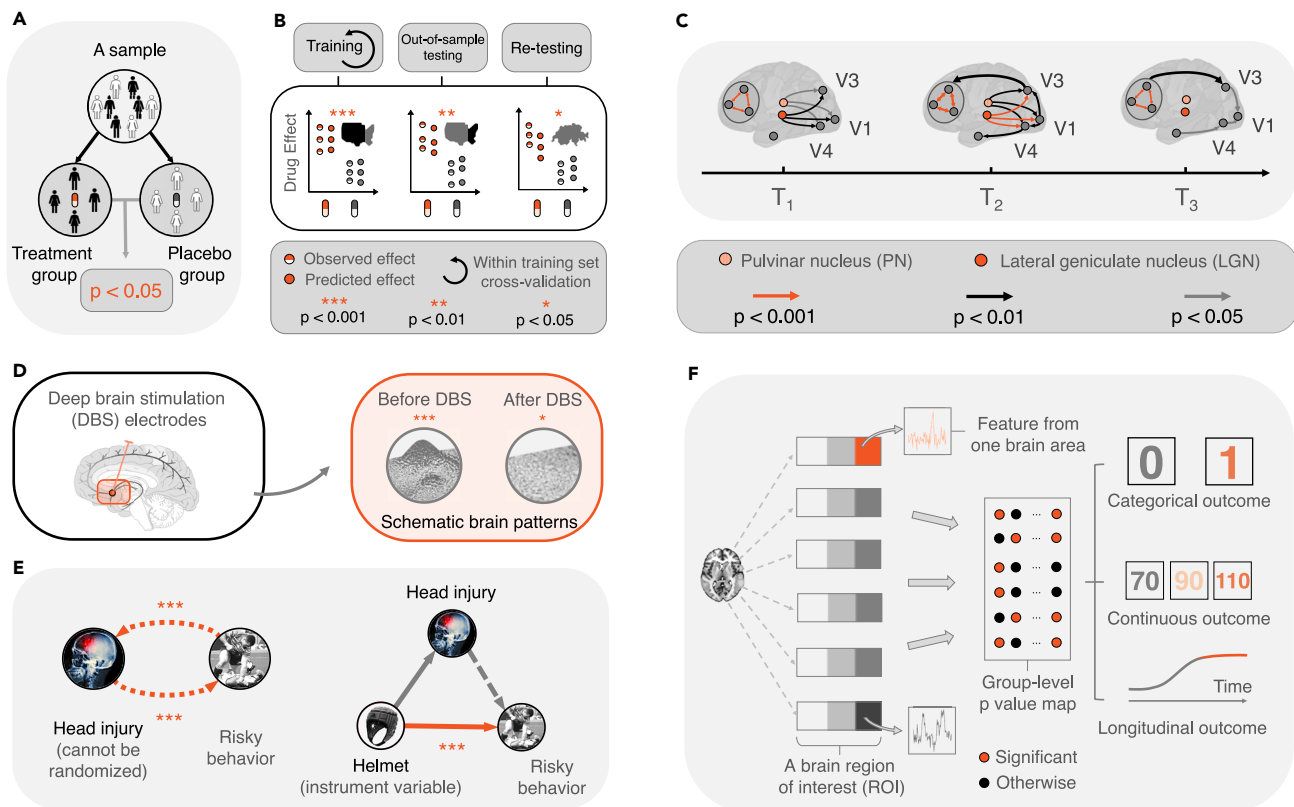 A
A sample
Treatment
group
Placebo
group
p < 0.05
B
Training
Out-of-sample
testing
Re-testing
Drug Effect
***
**
*
Observed effect
Predicted effect
Within training set
cross-validation
***
**
*
p < 0.001
p < 0.01
p < 0.05
C
V3
V1
V4
V3
V1
V4
V3
V1
V4
T1
T2
T3
Pulvinar nucleus (PN)
Lateral geniculate nucleus (LGN)
p < 0.001
p < 0.01
p < 0.05
D
Deep brain stimulation
(DBS) electrodes
Before DBS
After DBS
***
*
Schematic brain patterns
E
***
***
Head injury
(cannot be
randomized)
Risky
behavior
Head injury
***
Helmet
(instrument variable)
Risky
behavior
F
Feature from
one brain area
A brain region
of interest (ROI)
...
...
...
...
...
...
Group-level
p value map
Significant
Otherwise
0 1
Categorical outcome
70 90 110
Continuous outcome
Time
Longitudinal outcome